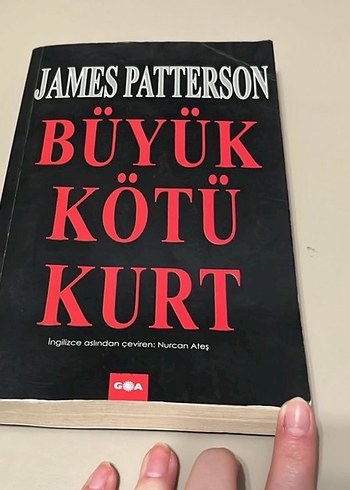 JAMES PATTERSON
BÜYÜK
KÖTÜ
KURT
İngilizce aslından çeviren: Nurcan Ateş
GOA